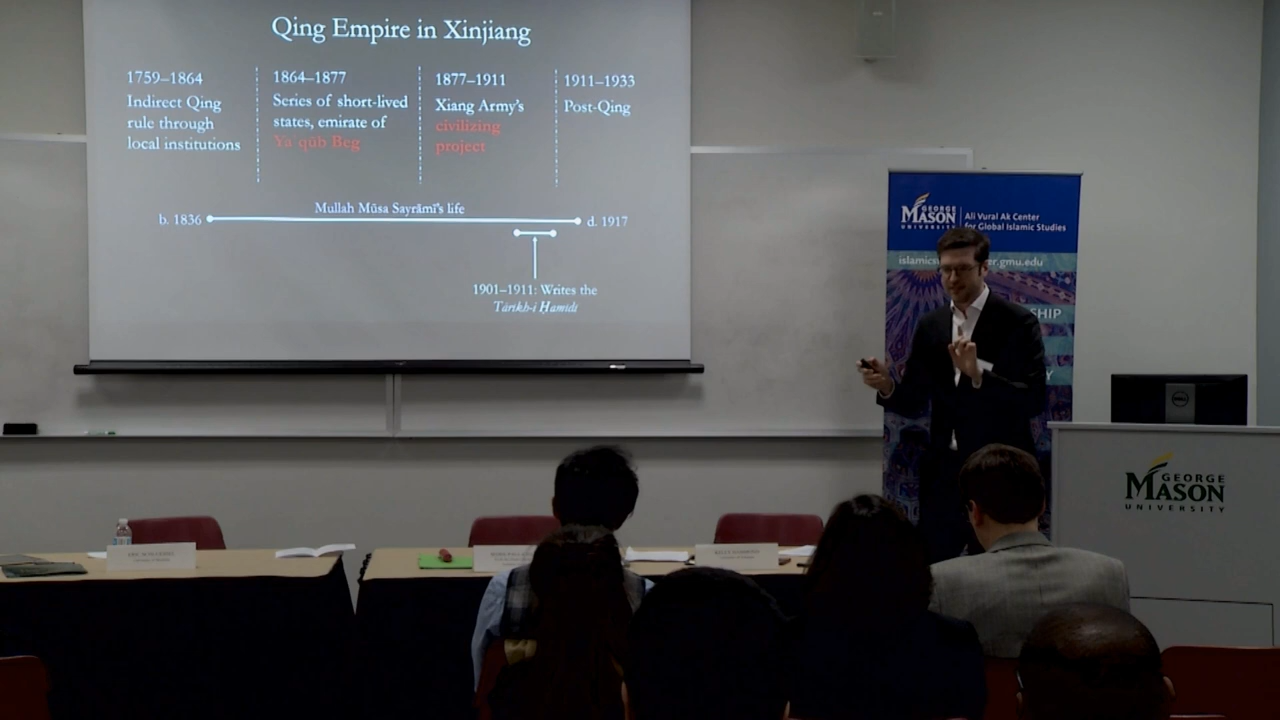 Qing Empire in Xinjiang
1759–1864
Indirect Qing
rule through
local institutions
1864–1877
Series of short-lived
states, emirate of
Ya‘qūb Beg
1877–1911
Xiang Army’s
civilizing
project
1911–1933
Post-Qing
Mullah Mūsa Sayrāmī’s life
b. 1836
d. 1917
1901–1911: Writes the
Tārīkh-i Ḥamīdī
GEORGE
MASON
UNIVERSITY
Ali Vural Ak Center
for Global Islamic Studies
er.gmu.edu
SHIP
DELL
GEORGE
MASON
UNIVERSITY